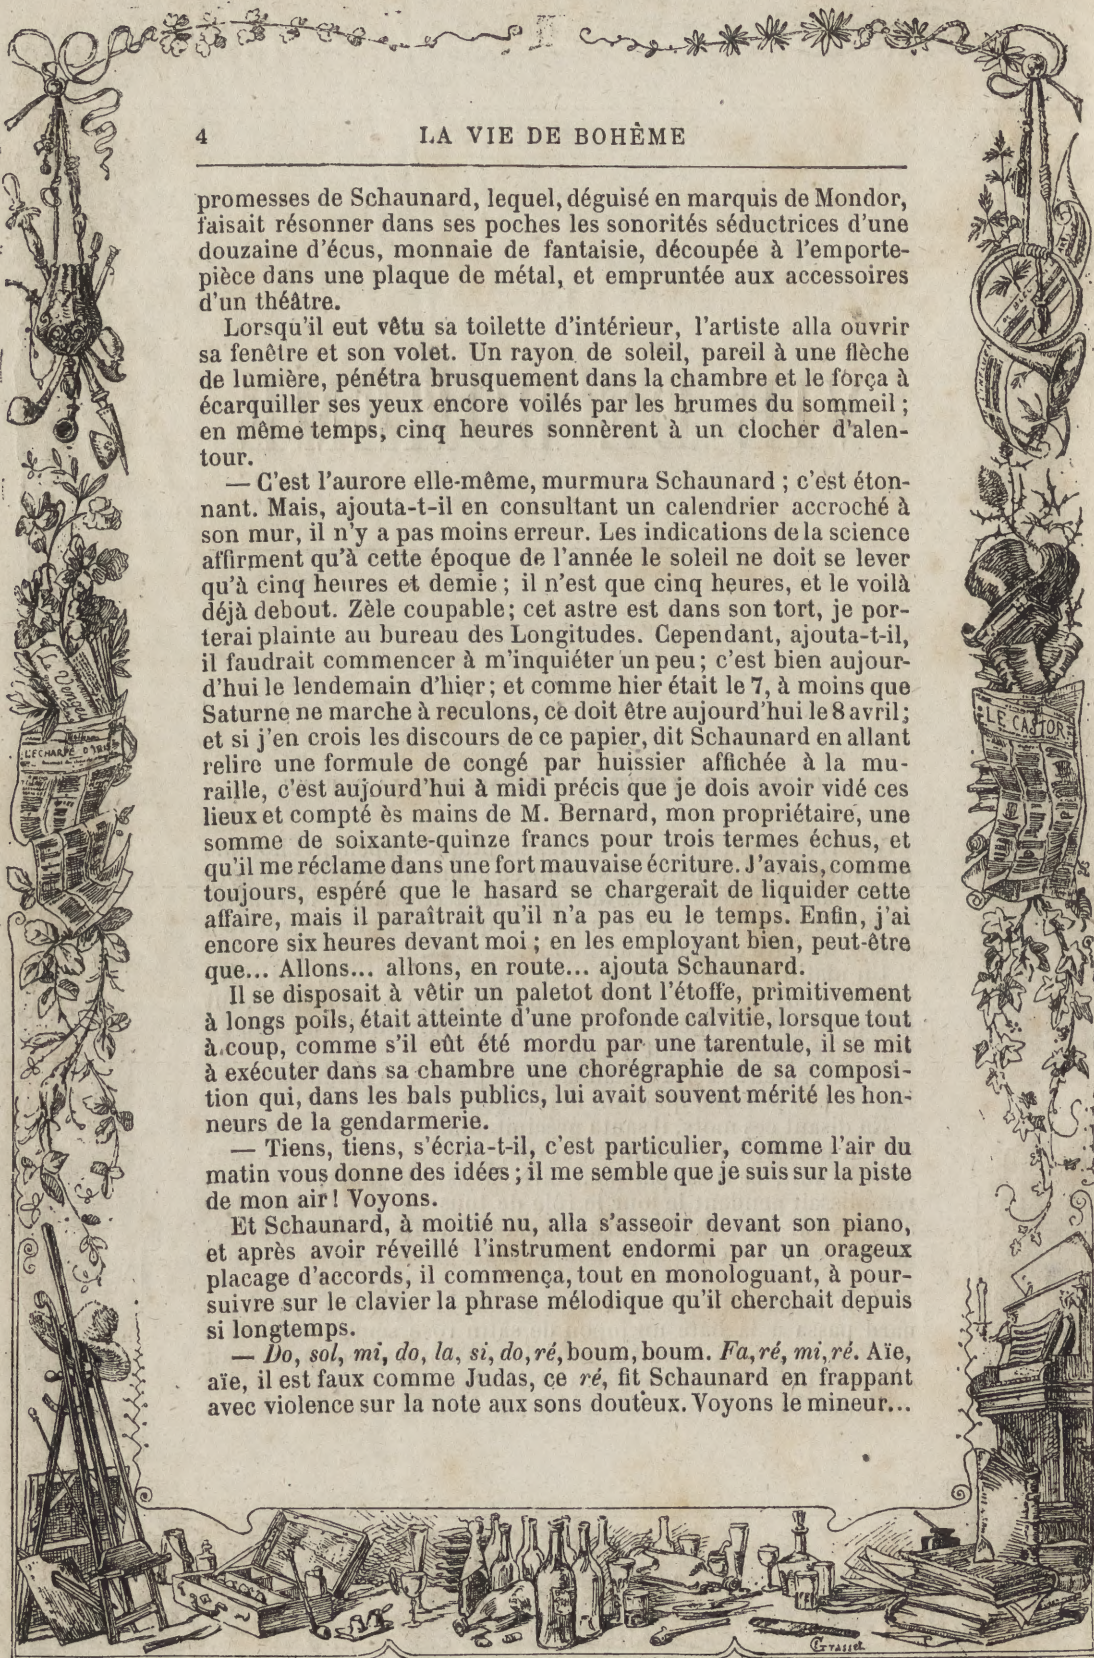 4 LA VIE DE BOHÈME
promesses de Schaunard, lequel, déguisé en marquis de Mondor,
faisait résonner dans ses poches les sonorités séductrices d'une
douzaine d'écus, monnaie de fantaisie, découpée à l'emporte-
pièce dans une plaque de métal, et empruntée aux accessoires
d'un théâtre.
Lorsqu'il eut vêtu sa toilette d'intérieur, l'artiste alla ouvrir
sa fenêtre et son volet. Un rayon de soleil, pareil à une flèche
de lumière, pénétra brusquement dans la chambre et le força à
écarquiller ses yeux encore voilés par les brumes du sommeil ;
en même temps, cinq heures sonnèrent à un clocher d'alen-
tour.
— C'est l'aurore elle-même, murmura Schaunard ; c'est éton-
nant. Mais, ajouta-t-il en consultant un calendrier accroché à
son mur, il n'y a pas moins erreur. Les indications de la science
affirment qu'à cette époque de l'année le soleil ne doit se lever
qu'à cinq heures et demie ; il n'est que cinq heures, et le voilà
déjà debout. Zèle coupable ; cet astre est dans son tort, je por-
terai plainte au bureau des Longitudes. Cependant, ajouta-t-il,
il faudrait commencer à m'inquiéter un peu ; c'est bien aujour-
d'hui le lendemain d'hier ; et comme hier était le 7, à moins que
Saturne ne marche à reculons, ce doit être aujourd'hui le 8 avril ;
et si j'en crois les discours de ce papier, dit Schaunard en allant
relire une formule de congé par huissier affichée à la mu-
raille, c'est aujourd'hui à midi précis que je dois avoir vidé ces
lieux et compté ès mains de M. Bernard, mon propriétaire, une
somme de soixante-quinze francs pour trois termes échus, et
qu'il me réclame dans une fort mauvaise écriture. J'avais, comme
toujours, espéré que le hasard se chargerait de liquider cette
affaire, mais il paraîtrait qu'il n'a pas eu le temps. Enfin, j'ai
encore six heures devant moi ; en les employant bien, peut-être
que... Allons... allons, en route... ajouta Schaunard.
Il se disposait à vêtir un paletot dont l'étoffe, primitivement
à longs poils, était atteinte d'une profonde calvitie, lorsque tout
à coup, comme s'il eût été mordu par une tarentule, il se mit
à exécuter dans sa chambre une chorégraphie de sa composi-
tion qui, dans les bals publics, lui avait souvent mérité les hon-
neurs de la gendarmerie.
— Tiens, tiens, s'écria-t-il, c'est particulier, comme l'air du
matin vous donne des idées ; il me semble que je suis sur la piste
de mon air ! Voyons.
Et Schaunard, à moitié nu, alla s'asseoir devant son piano,
et après avoir réveillé l'instrument endormi par un orageux
placage d'accords, il commença, tout en monologuant, à pour-
suivre sur le clavier la phrase mélodique qu'il cherchait depuis
si longtemps.
— Do, sol, mi, do, la, si, do, ré, boum, boum. Fa, ré, mi, ré. Aïe,
aïe, il est faux comme Judas, ce ré, fit Schaunard en frappant
avec violence sur la note aux sons douteux. Voyons le mineur...
L'ECHARPE D'IRIS
LE CASTOR
Grasset